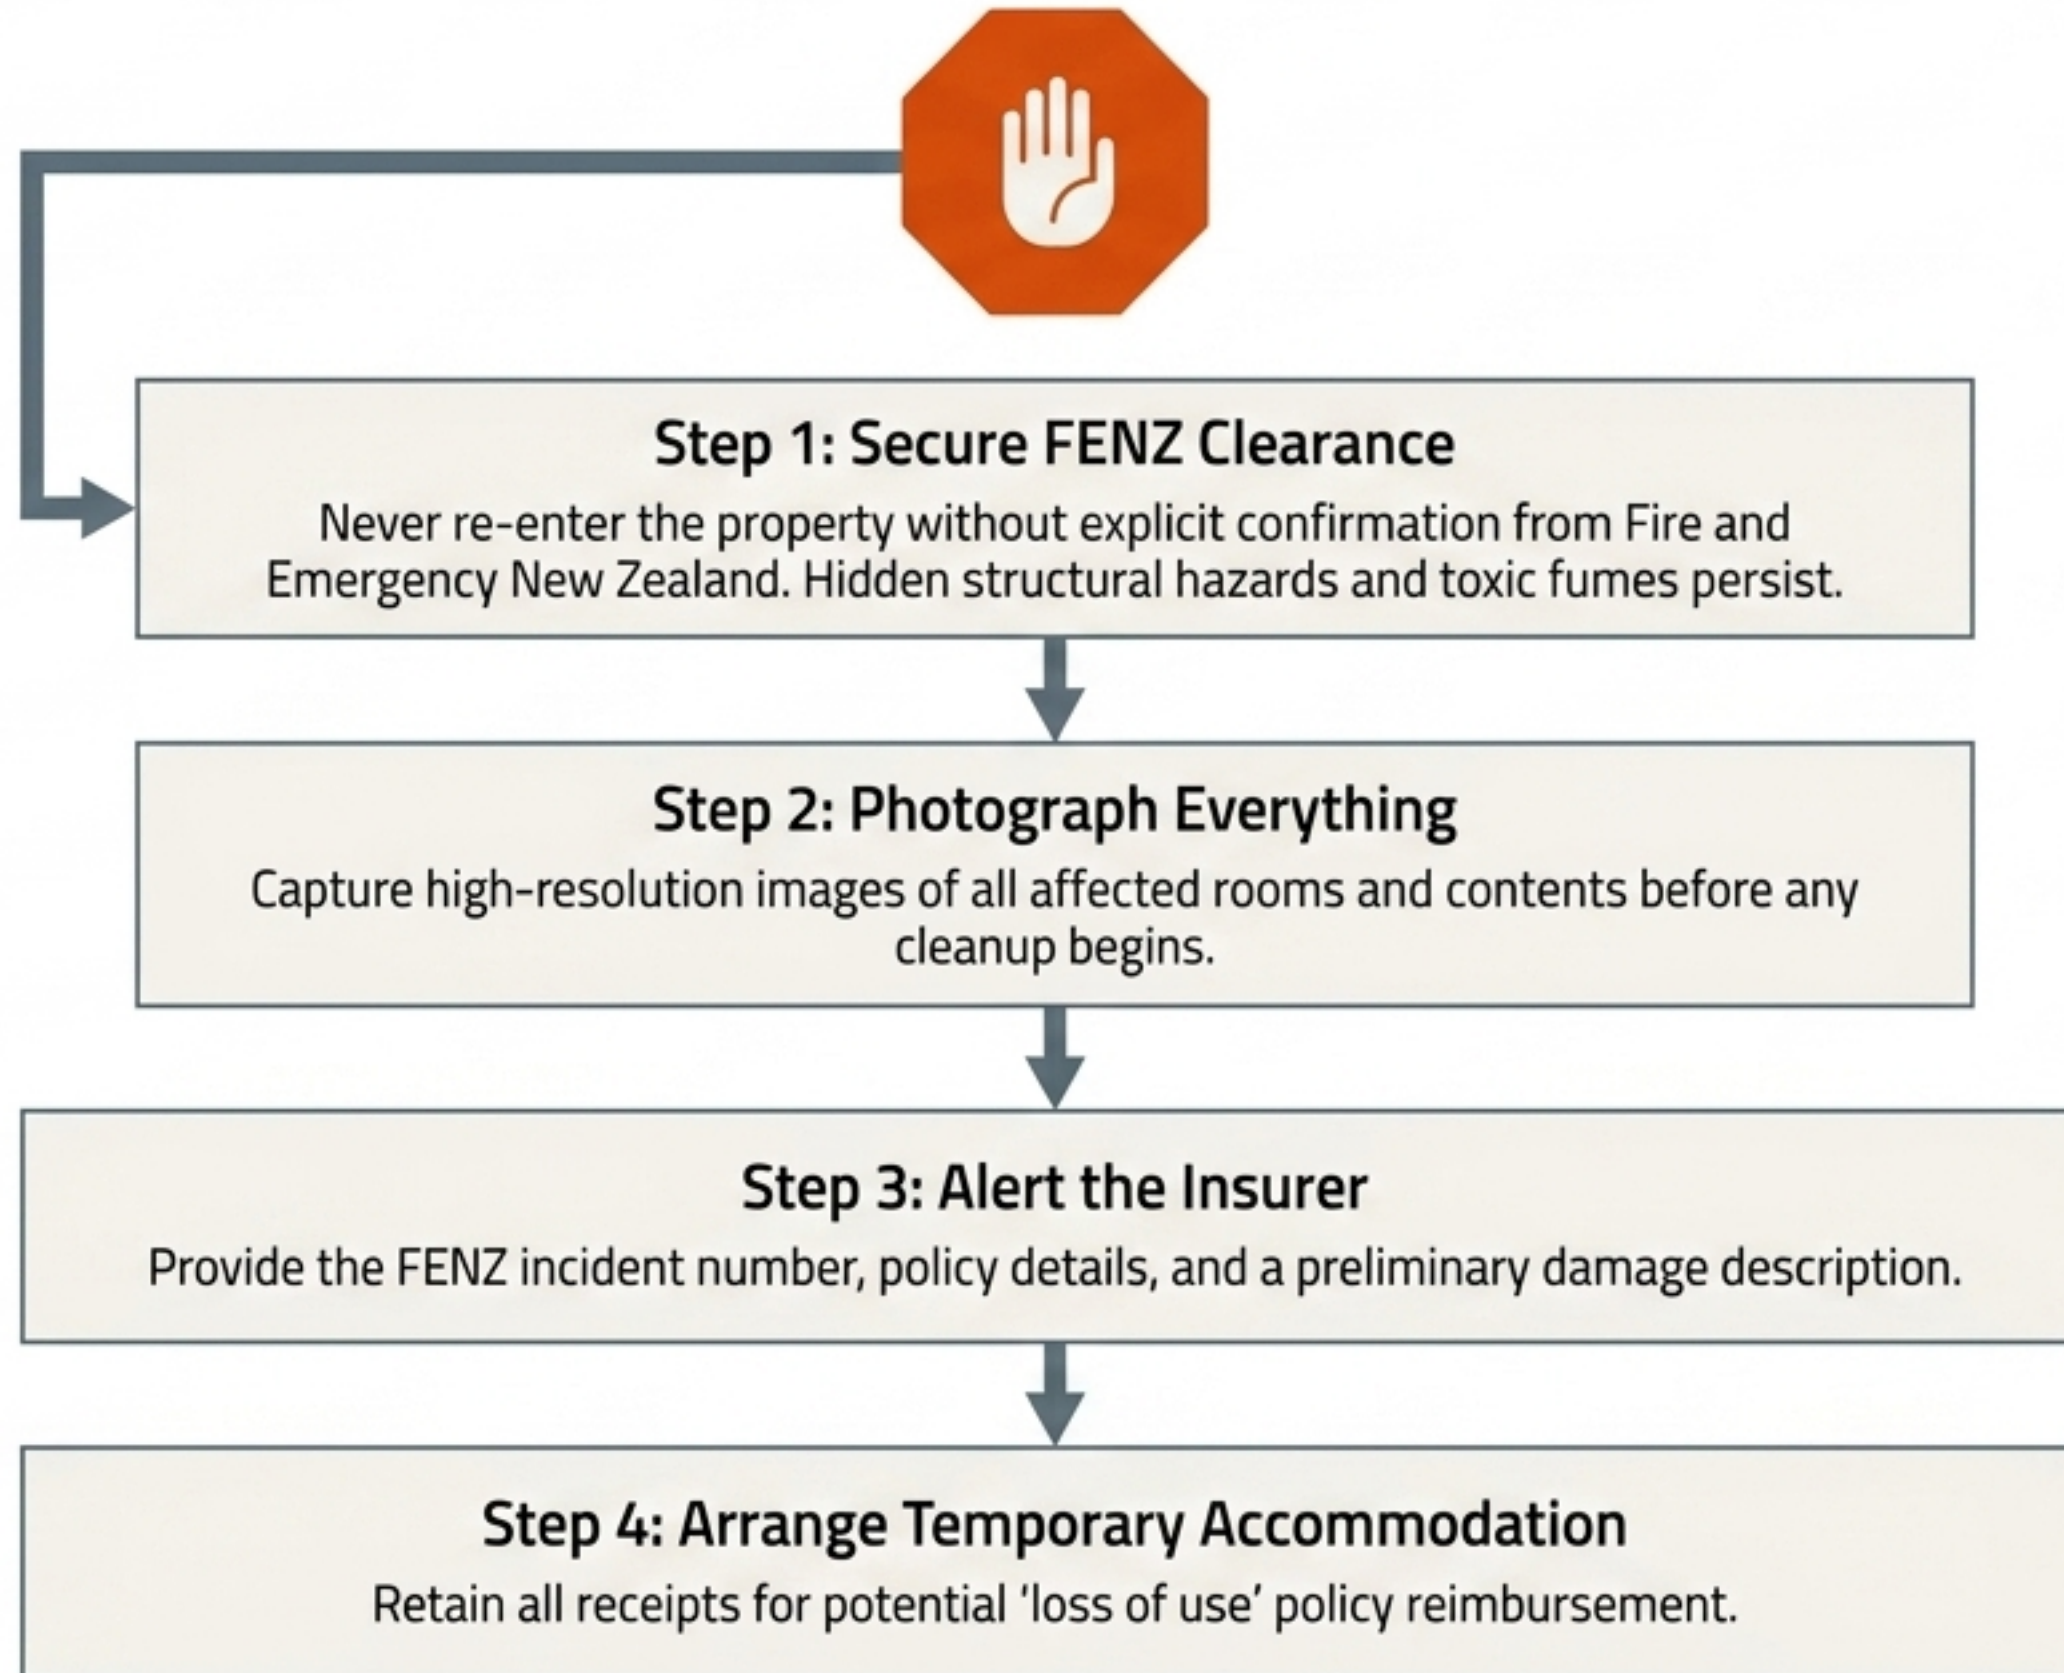 Step 1: Secure FENZ Clearance
Never re-enter the property without explicit confirmation from Fire and
Emergency New Zealand. Hidden structural hazards and toxic fumes persist.
Step 2: Photograph Everything
Capture high-resolution images of all affected rooms and contents before any
cleanup begins.
Step 3: Alert the Insurer
Provide the FENZ incident number, policy details, and a preliminary damage description.
Step 4: Arrange Temporary Accommodation
Retain all receipts for potential ‘loss of use’ policy reimbursement.